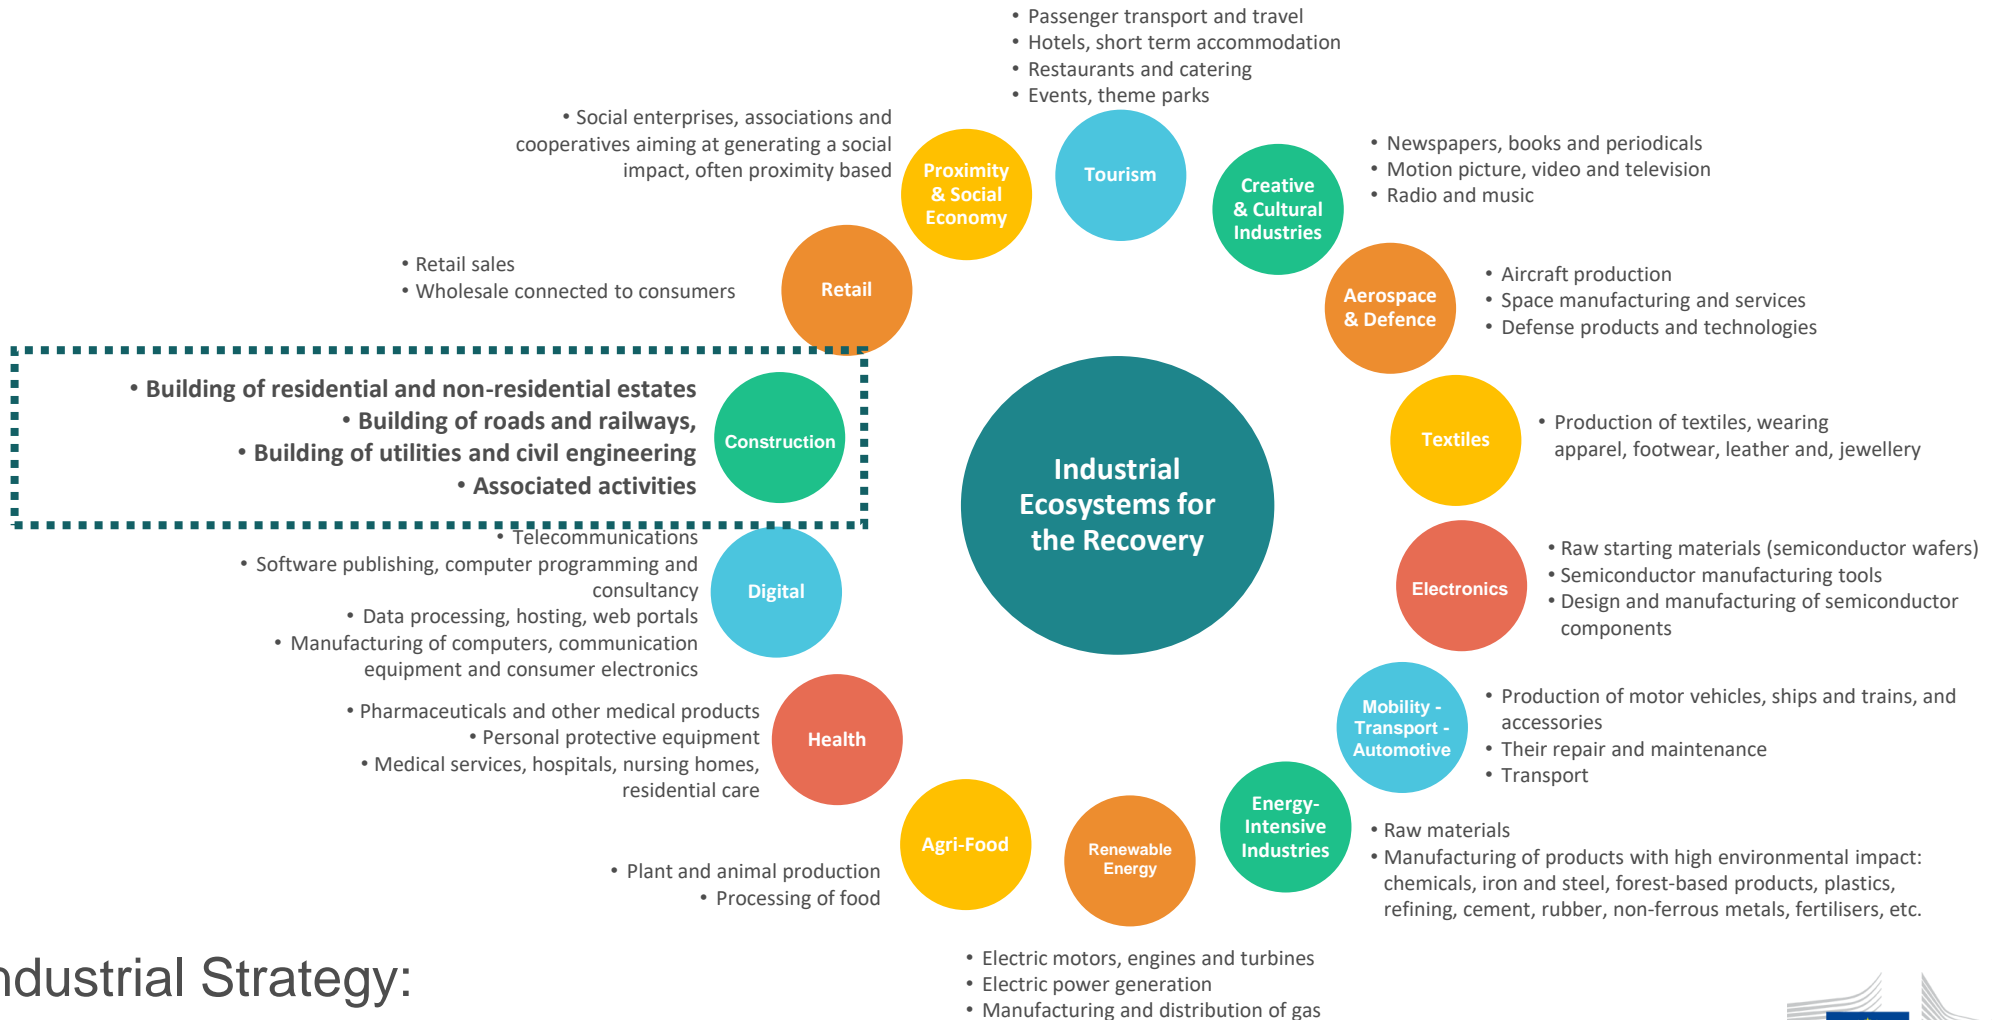 • Passenger transport and travel
• Hotels, short term accommodation
• Restaurants and catering
• Events, theme parks
Tourism
• Social enterprises, associations and
cooperatives aiming at generating a social
impact, often proximity based
Proximity
& Social
Economy
Creative
& Cultural
Industries
• Newspapers, books and periodicals
• Motion picture, video and television
• Radio and music
• Retail sales
• Wholesale connected to consumers
Retail
Aerospace
& Defence
• Aircraft production
• Space manufacturing and services
• Defense products and technologies
• Building of residential and non-residential estates
• Building of roads and railways,
• Building of utilities and civil engineering
• Associated activities
Construction
Industrial
Ecosystems for
the Recovery
Textiles
• Production of textiles, wearing
apparel, footwear, leather and, jewellery
• Telecommunications
• Software publishing, computer programming and
consultancy
• Data processing, hosting, web portals
• Manufacturing of computers, communication
equipment and consumer electronics
Digital
Electronics
• Raw starting materials (semiconductor wafers)
• Semiconductor manufacturing tools
• Design and manufacturing of semiconductor
components
• Pharmaceuticals and other medical products
• Personal protective equipment
• Medical services, hospitals, nursing homes,
residential care
Health
Mobility -
Transport -
Automotive
• Production of motor vehicles, ships and trains, and
accessories
• Their repair and maintenance
• Transport
• Plant and animal production
• Processing of food
Agri-Food
Renewable
Energy
Energy-
Intensive
Industries
• Raw materials
• Manufacturing of products with high environmental impact:
chemicals, iron and steel, forest-based products, plastics,
refining, cement, rubber, non-ferrous metals, fertilisers, etc.
• Electric motors, engines and turbines
• Electric power generation
• Manufacturing and distribution of gas
ndustrial Strategy: